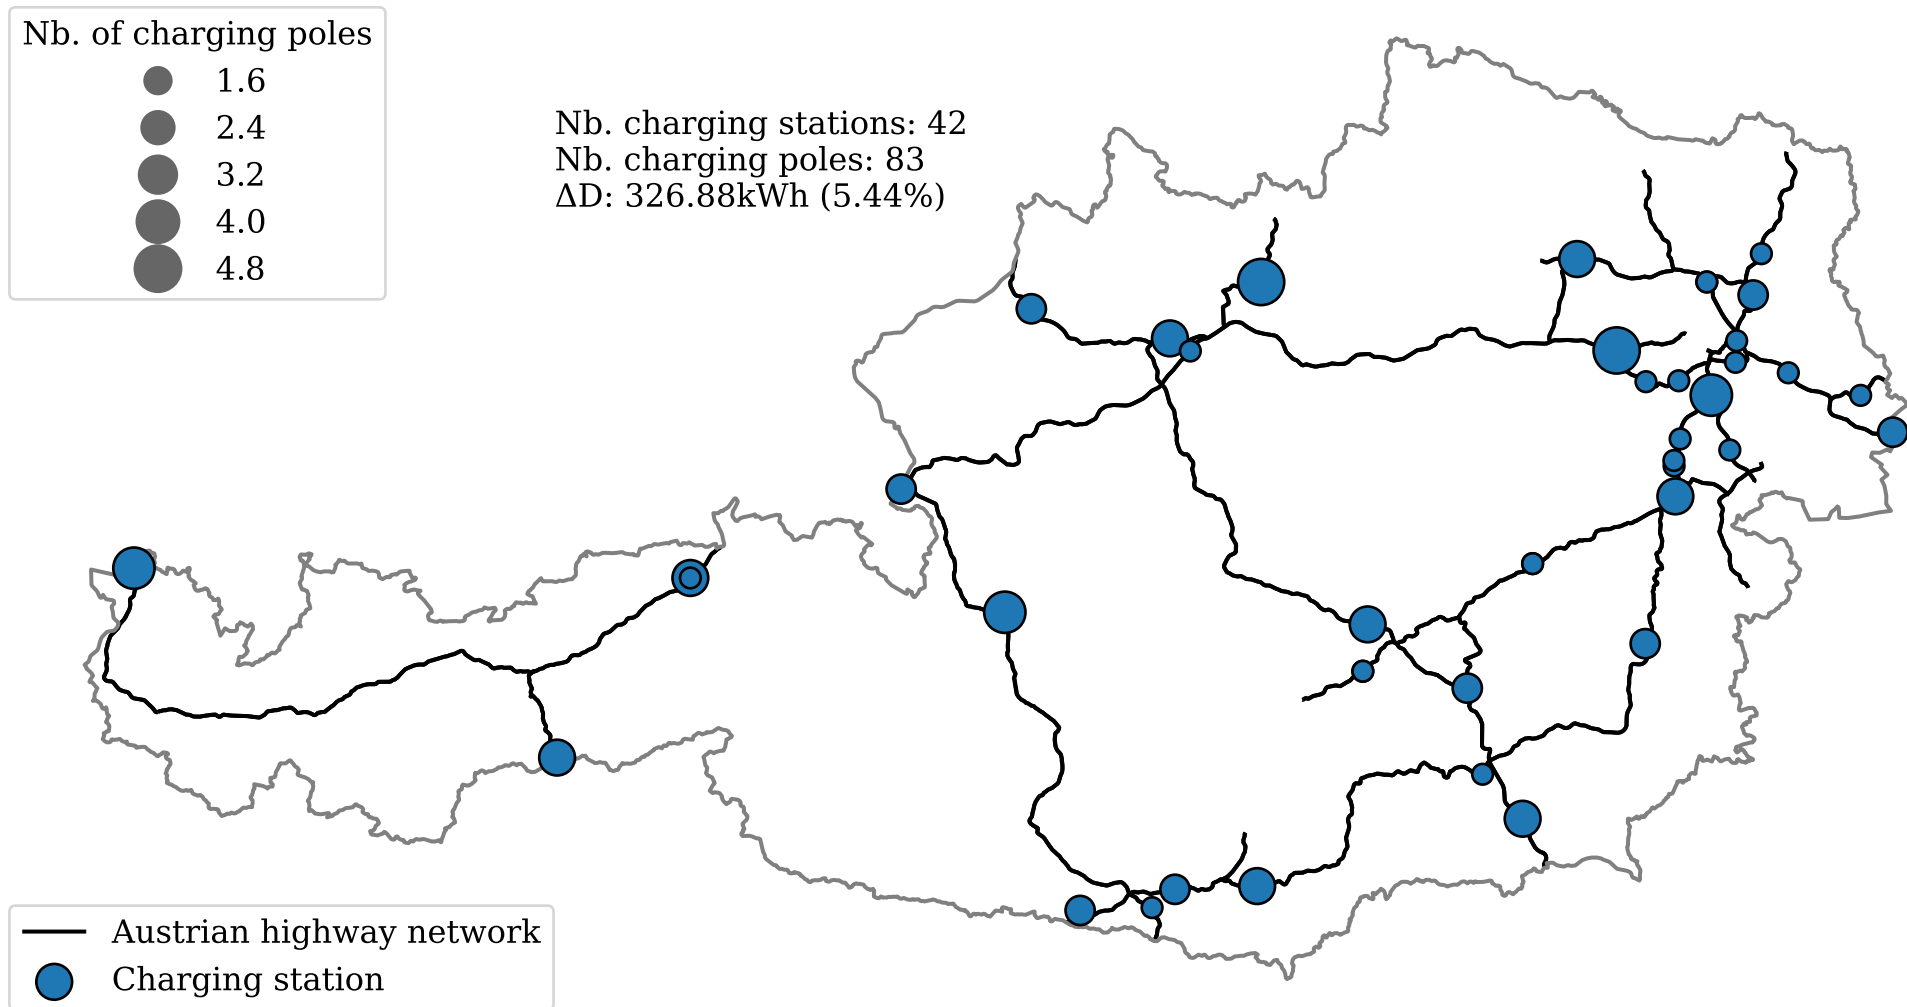 Nb. of charging poles
1.6
2.4
3.2
4.0
4.8
Nb. charging stations: 42
Nb. charging poles: 83
ΔD: 326.88kWh (5.44%)
Austrian highway network
Charging station